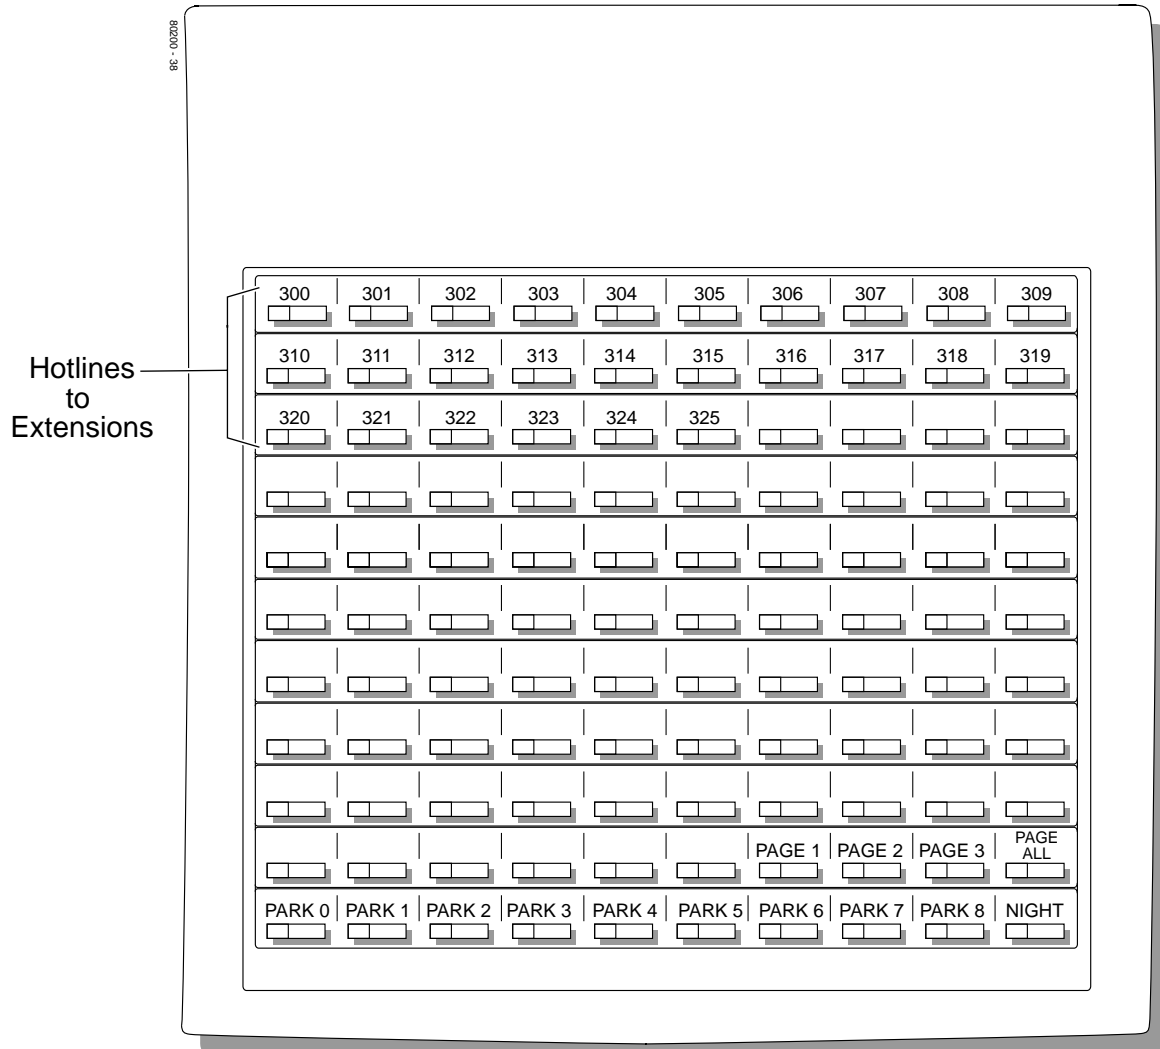 80200 - 38
300 301 302 303 304 305 306 307 308 309
310 311 312 313 314 315 316 317 318 319
Hotlines
to
Extensions
320 321 322 323 324 325
PAGE 1 PAGE 2 PAGE 3 PAGE
ALL
PARK 0 PARK 1 PARK 2 PARK 3 PARK 4 PARK 5 PARK 6 PARK 7 PARK 8 NIGHT